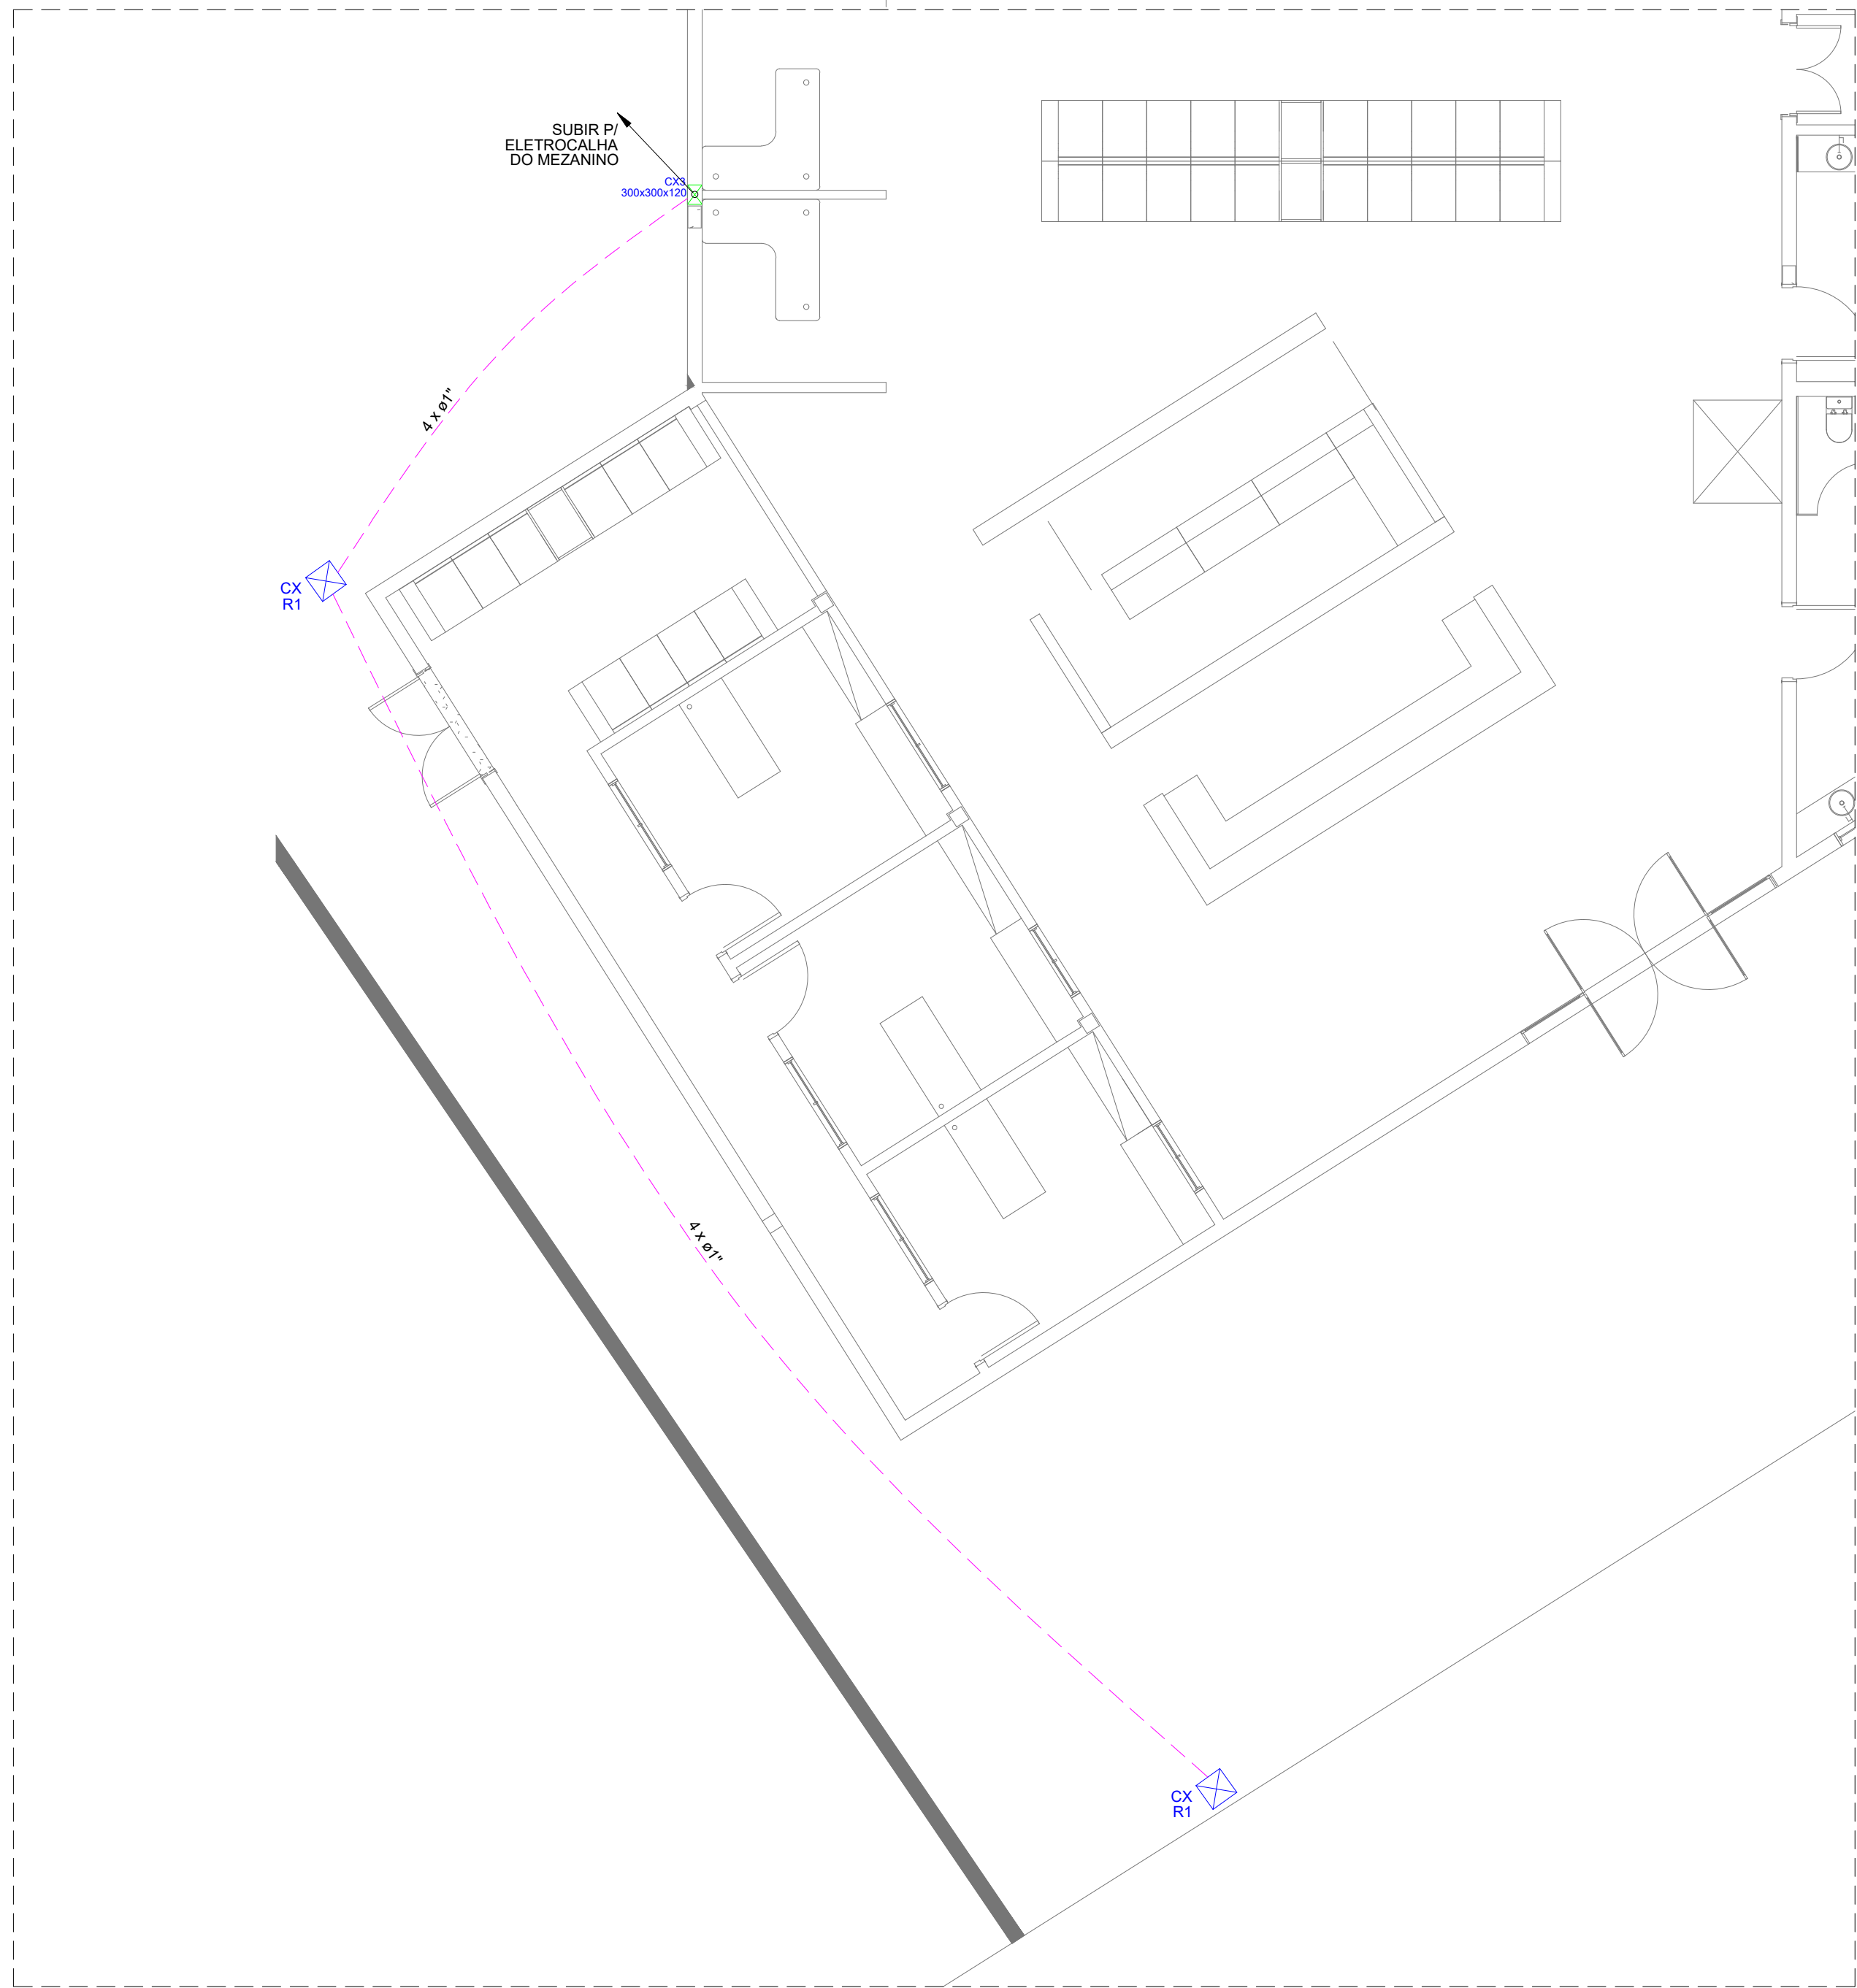 SUBIR P/
ELETROCALHA
DO MEZANINO
CX3
300x300x120
4 x ø1"
CX
R1
4 x ø1"
CX
R1